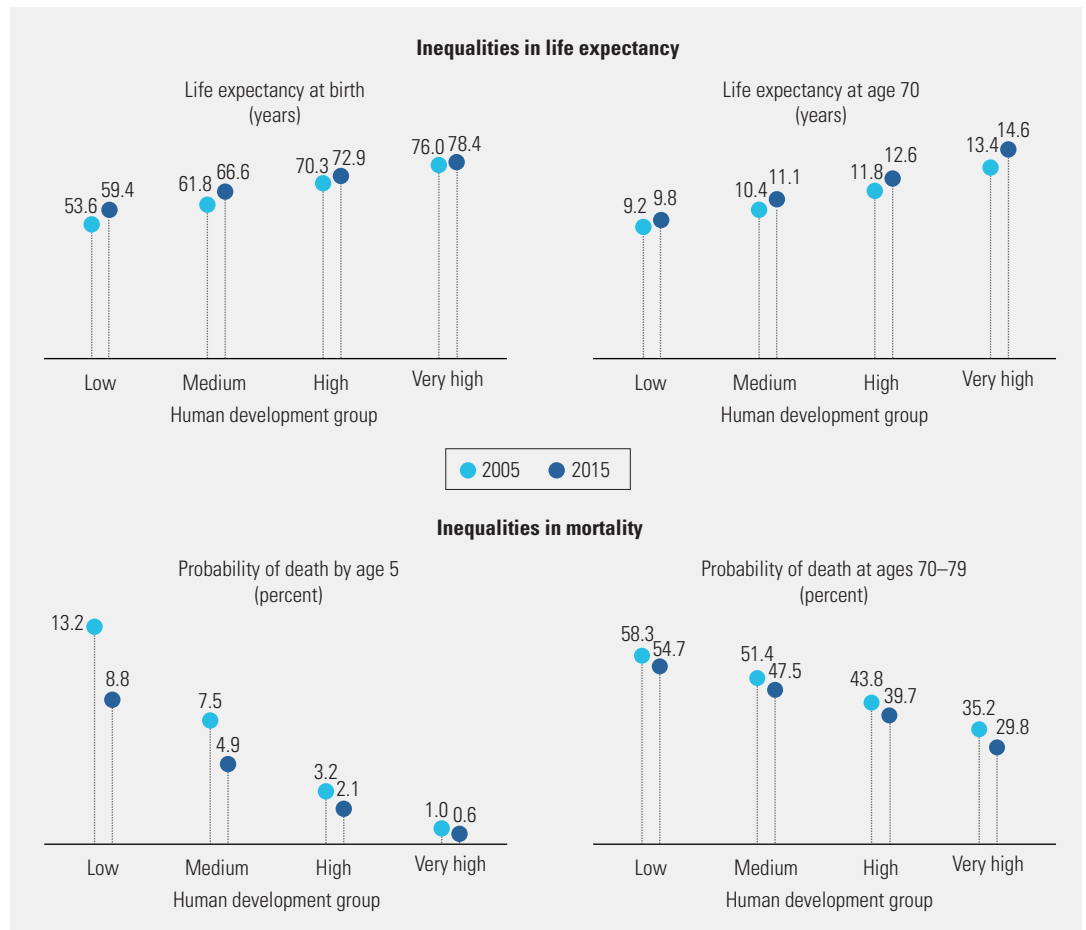 Inequalities in life expectancy
Life expectancy at birth
(years)
53.6
59.4
61.8
66.6
70.3
72.9
76.0
78.4
Low
Medium
High
Very high
Human development group
Life expectancy at age 70
(years)
9.2
9.8
10.4
11.1
11.8
12.6
13.4
14.6
Low
Medium
High
Very high
Human development group
2005
2015
Inequalities in mortality
Probability of death by age 5
(percent)
13.2
8.8
7.5
4.9
3.2
2.1
1.0
0.6
Low
Medium
High
Very high
Human development group
Probability of death at ages 70–79
(percent)
58.3
54.7
51.4
47.5
43.8
39.7
35.2
29.8
Low
Medium
High
Very high
Human development group